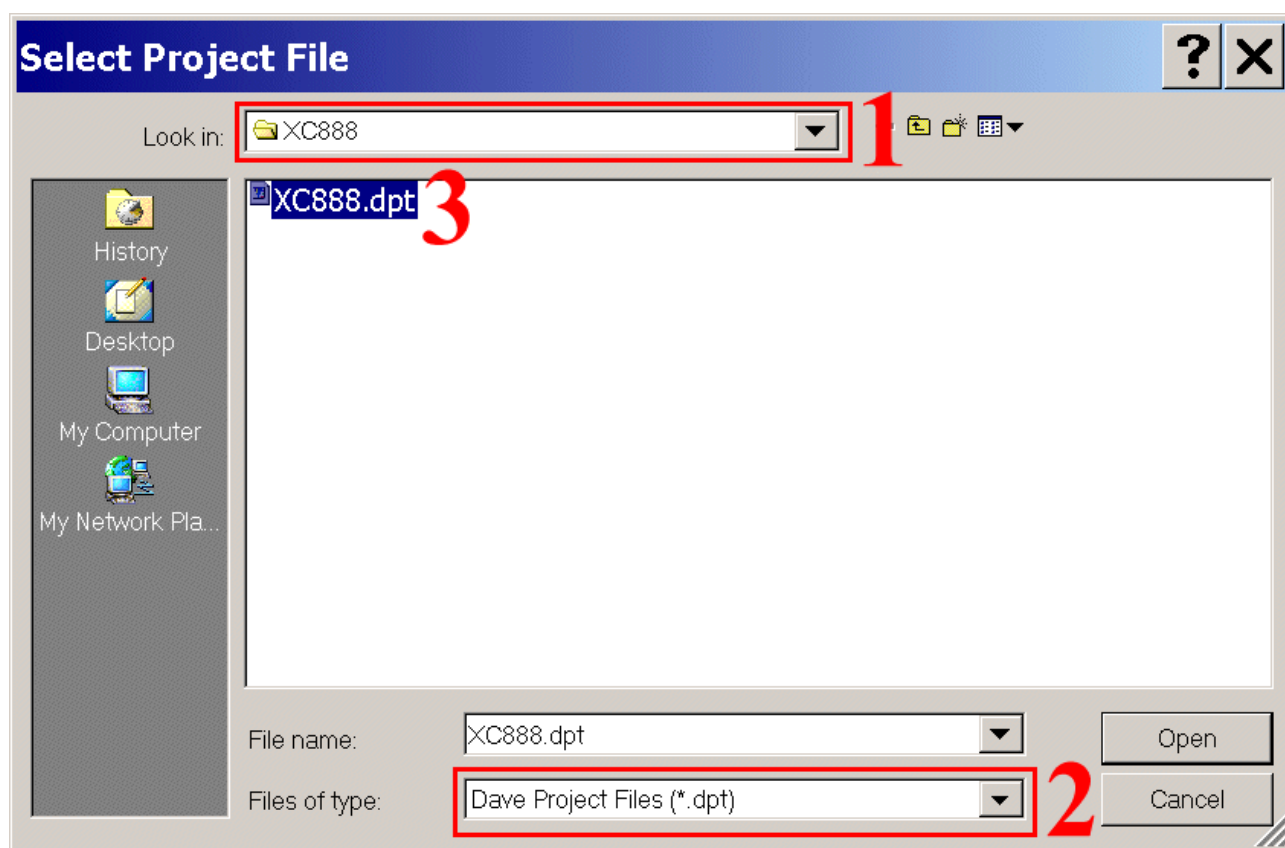 Select Project File
?
Look in: XC888 1
XC888.dpt 3
History
Desktop
My Computer
My Network Pla...
File name: XC888.dpt Open
Files of type: Dave Project Files (*.dpt) 2 Cancel